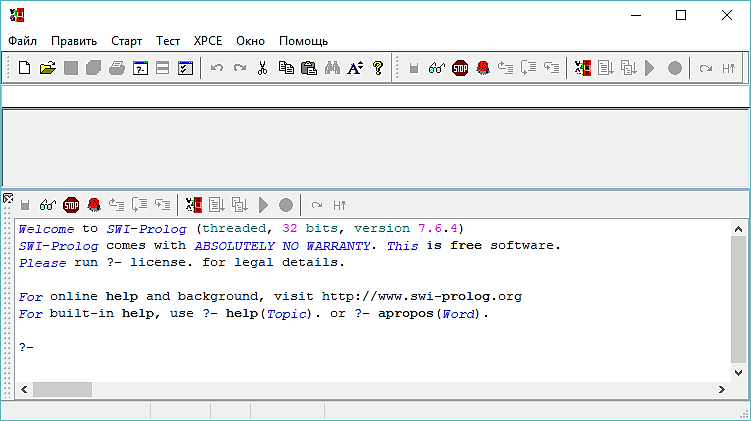 Файл Править Старт Тест XPCE Окно Помощь
Welcome to SWI-Prolog (threaded, 32 bits, version 7.6.4)
SWI-Prolog comes with ABSOLUTELY NO WARRANTY. This is free software.
Please run ?- license. for legal details.
For online help and background, visit http://www.swi-prolog.org
For built-in help, use ?- help(Topic). or ?- apropos(Word).
?-